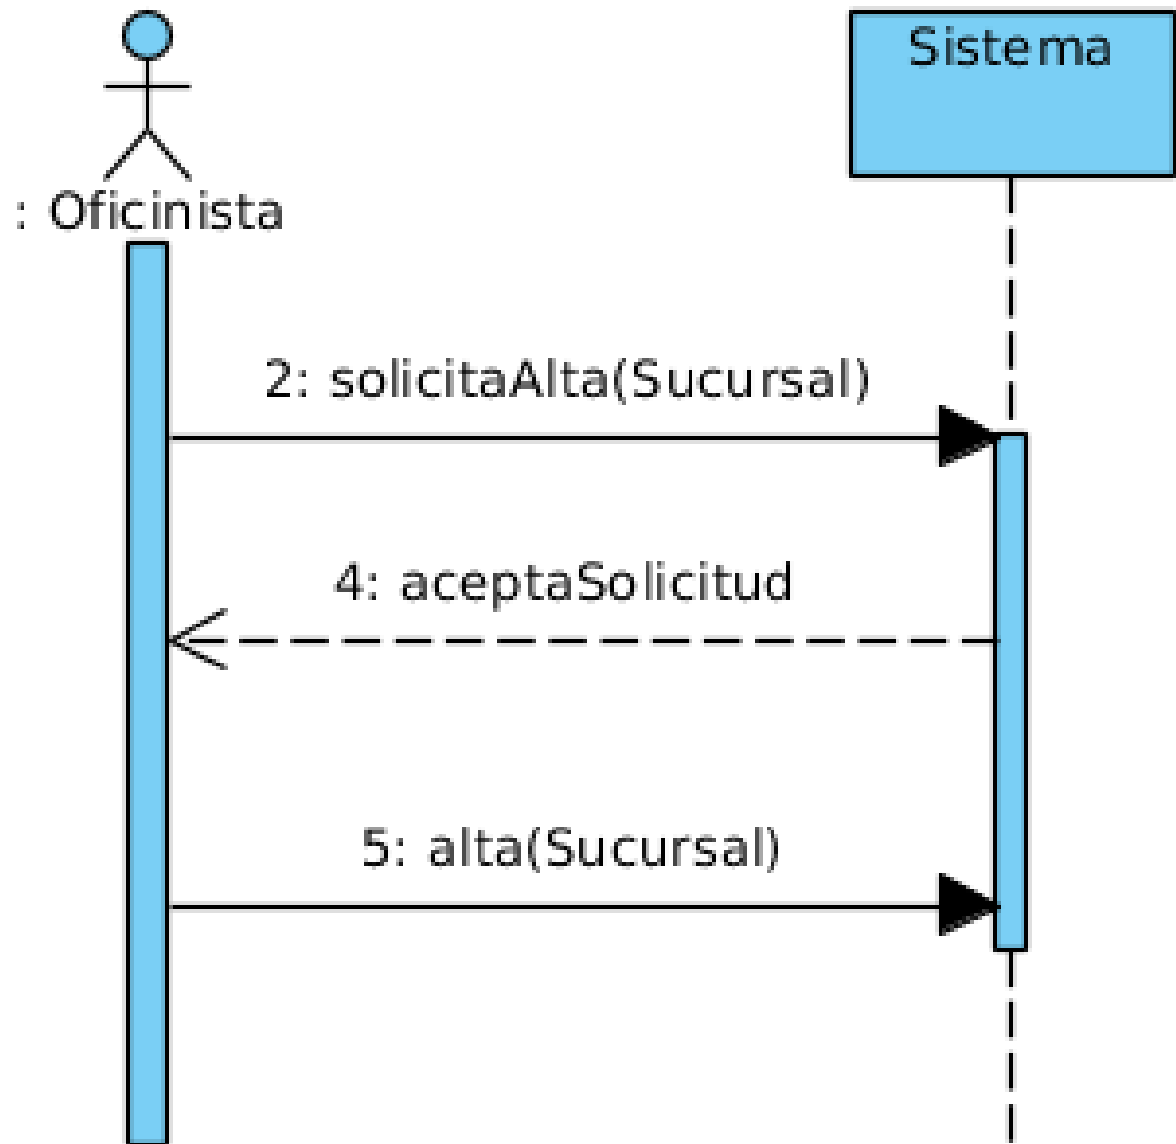 Sistema
: Oficinista
2: solicitaAlta(Sucursal)
4: aceptaSolicitud
5: alta(Sucursal)